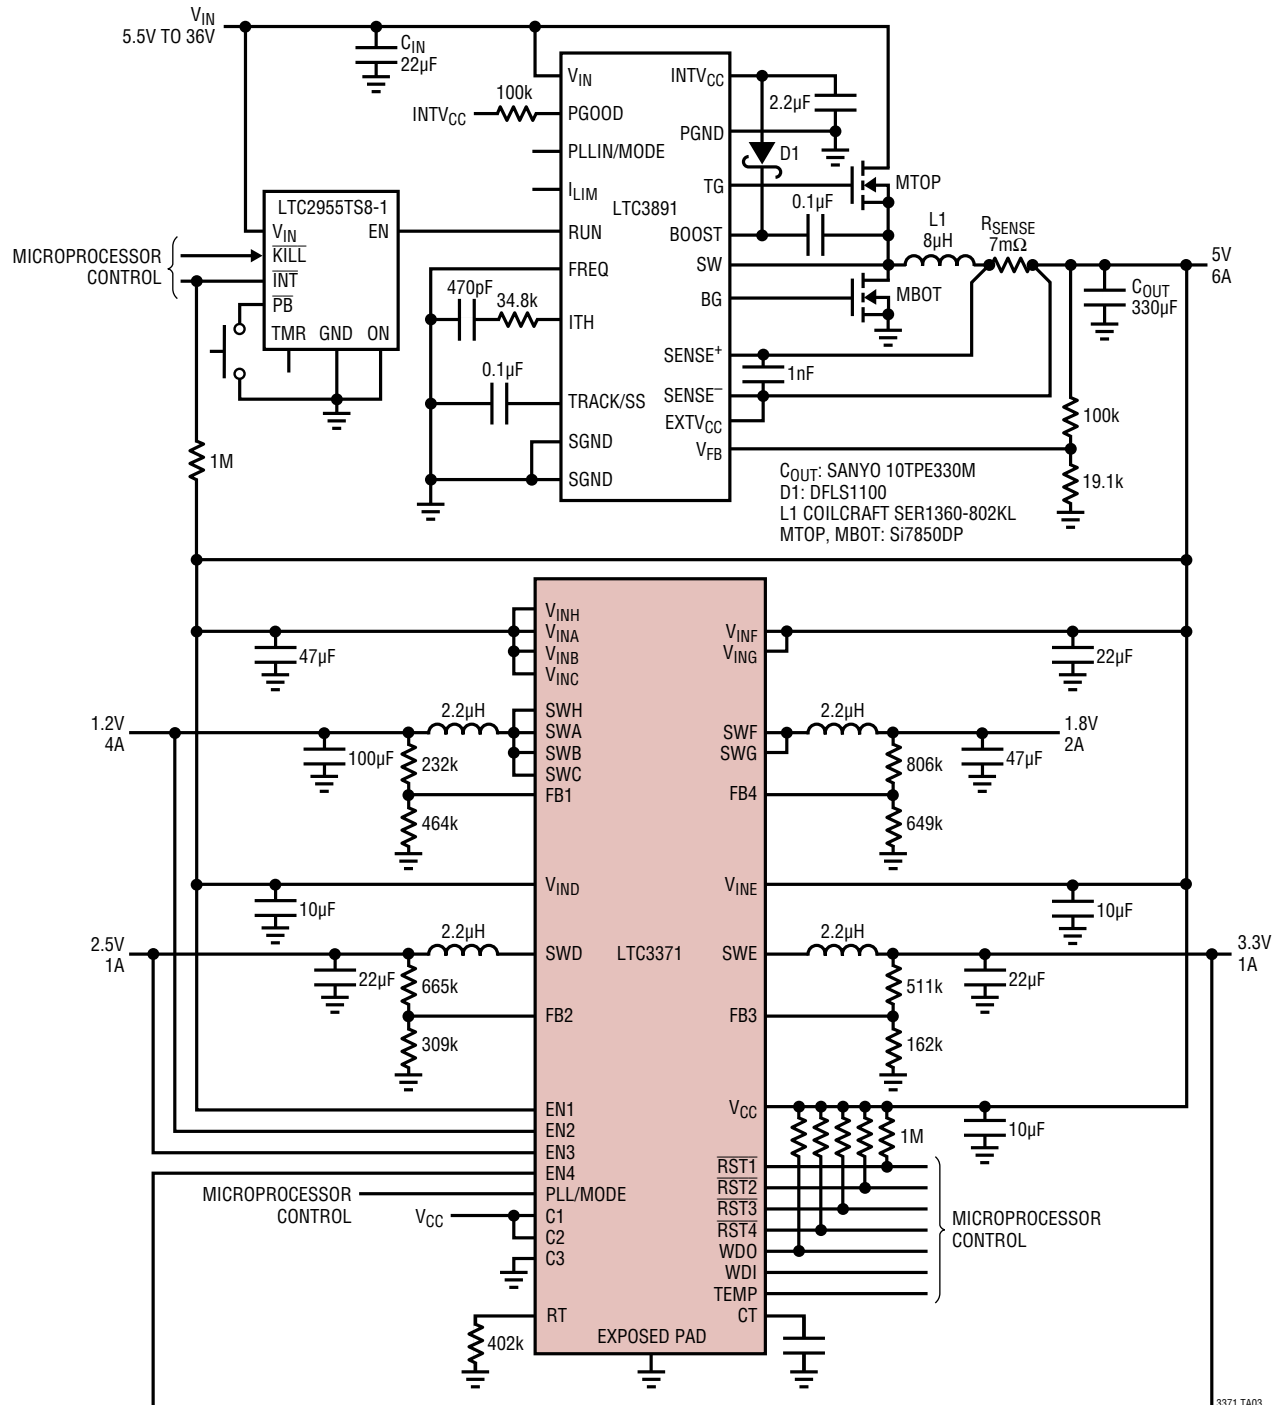 VIN
5.5V TO 36V
CIN
22µF
100k
INTVCC
VIN
PGOOD
PLLIN/MODE
ILIM
RUN
FREQ
ITH
TRACK/SS
SGND
SGND
LTC3891
INTVCC
PGND
TG
BOOST
SW
BG
SENSE+
SENSE–
EXTVCC
VFB
2.2µF
D1
0.1µF
MTOP
MBOT
L1
8µH
RSENSE
7mΩ
5V
6A
COUT
330µF
1nF
100k
19.1k
LTC2955TS8-1
VIN
EN
KILL
INT
PB
TMR
GND
ON
MICROPROCESSOR
CONTROL
470pF
34.8k
0.1µF
1M
COUT: SANYO 10TPE330M
D1: DFLS1100
L1 COILCRAFT SER1360-802KL
MTOP, MBOT: Si7850DP
VINH
VINA
VINB
VINC
VINF
VING
47µF
22µF
1.2V
4A
2.2µH
100µF
232k
464k
SWH
SWA
SWB
SWC
FB1
SWF
SWG
FB4
2.2µH
806k
649k
47µF
1.8V
2A
VIND
VINE
10µF
10µF
2.5V
1A
2.2µH
22µF
665k
309k
SWD
LTC3371
SWE
FB2
FB3
2.2µH
511k
162k
22µF
3.3V
1A
EN1
EN2
EN3
EN4
PLL/MODE
C1
C2
C3
RT
MICROPROCESSOR
CONTROL
VCC
402k
VCC
1M
10µF
RST1
RST2
RST3
RST4
WDO
WDI
TEMP
CT
MICROPROCESSOR
CONTROL
EXPOSED PAD
3371 TA03